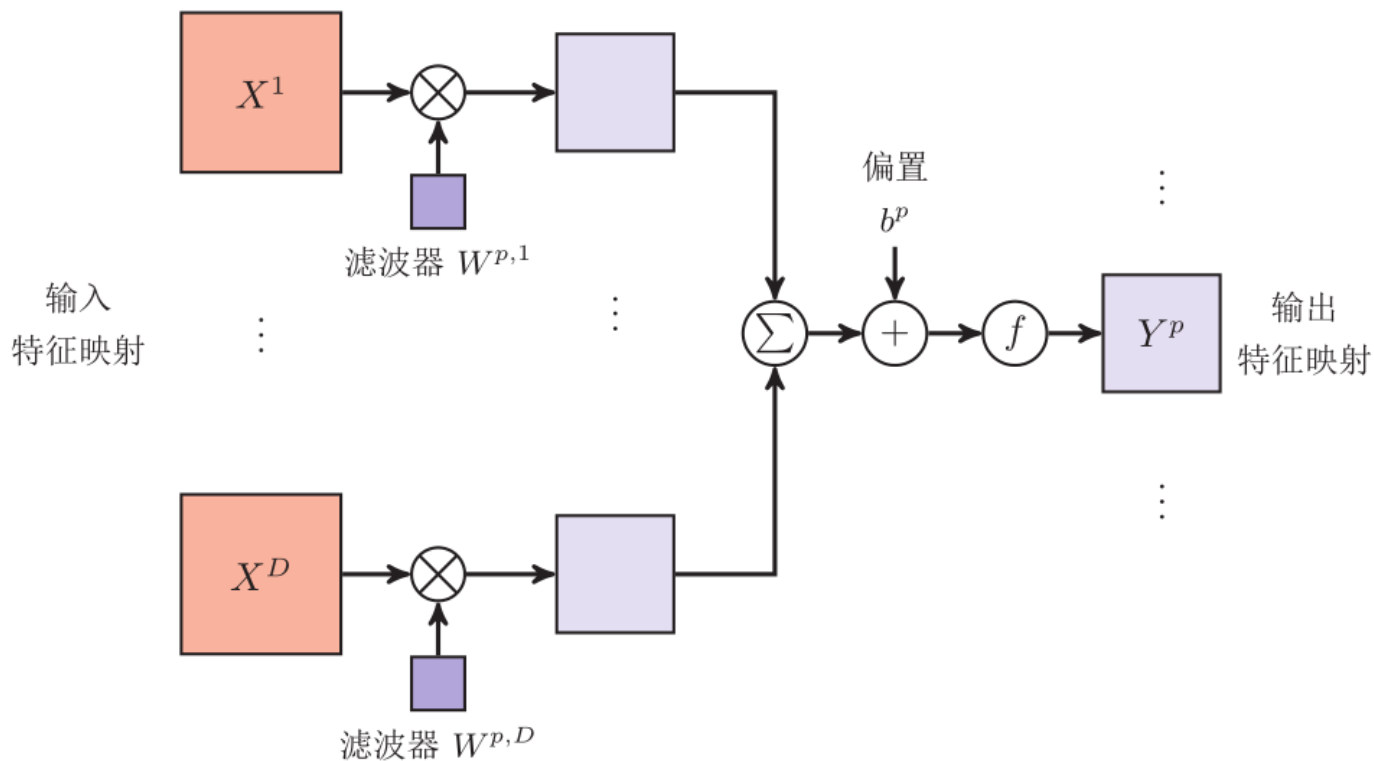 X^1
滤波器 W^{p,1}
输入
特征映射
⋮
⋮
X^D
滤波器 W^{p,D}
∑
偏置
b^p
+
f
⋮
Y^p
⋮
输出
特征映射